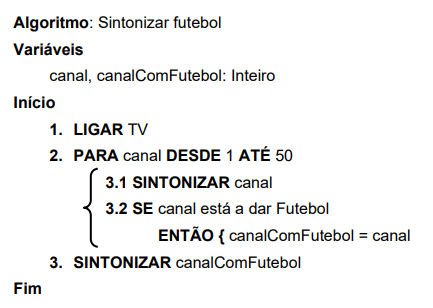 Algoritmo: Sintonizar futebol
Variáveis
canal, canalComFutebol: Inteiro
Início
1. LIGAR TV
2. PARA canal DESDE 1 ATÉ 50
3.1 SINTONIZAR canal
3.2 SE canal está a dar Futebol
ENTÃO { canalComFutebol = canal
3. SINTONIZAR canalComFutebol
Fim